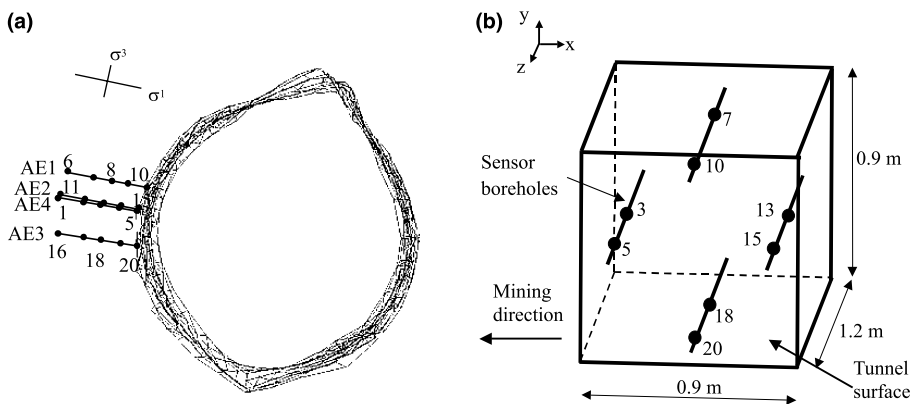 (a)
σ3
σ1
6
8
10
AE1
AE2
11
1
AE4
1
5
AE3
16
18
20
(b)
y
x
z
7
10
Sensor
boreholes
3
5
13
15
0.9 m
Mining
direction
18
20
1.2 m
Tunnel
surface
0.9 m